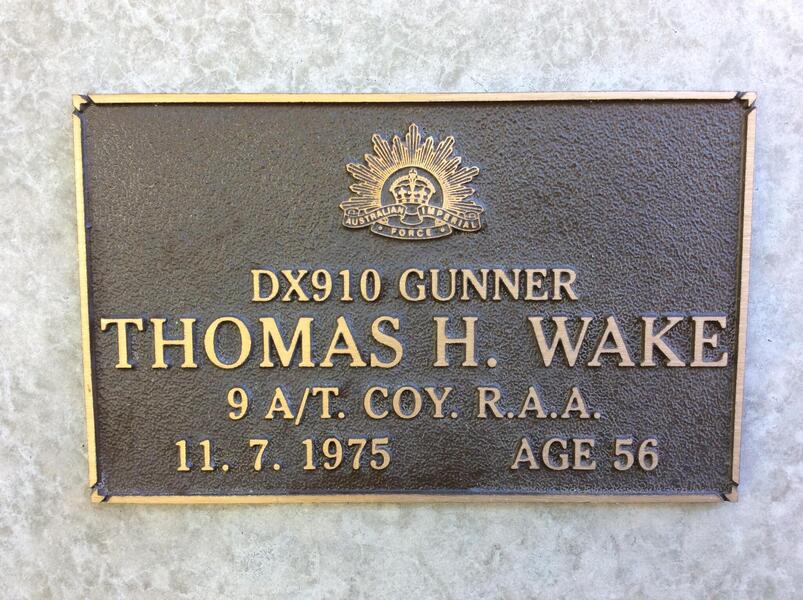 AUSTRALIAN IMPERIAL
FORCE
DX910 GUNNER
THOMAS H. WAKE
9 A/T. COY. R.A.A.
11. 7. 1975 AGE 56